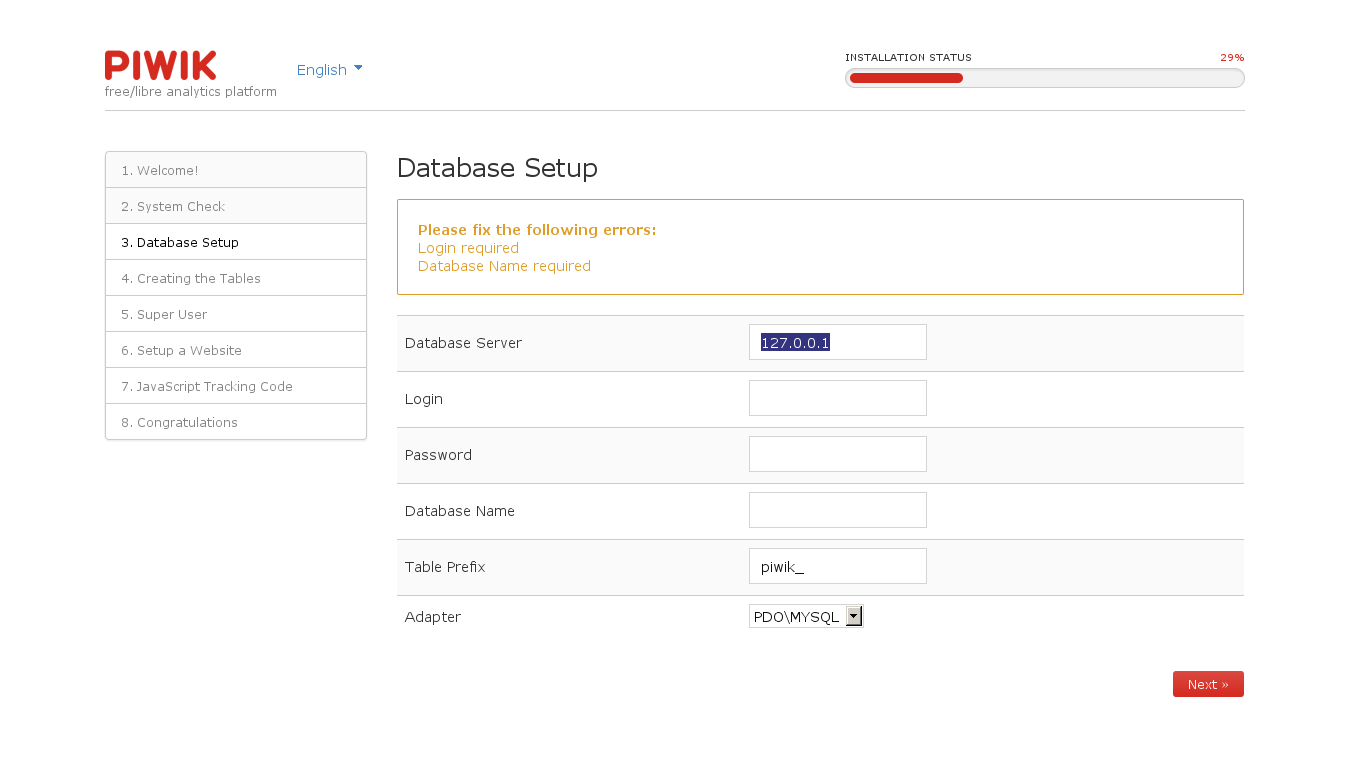 PIWIK
free/libre analytics platform
English
INSTALLATION STATUS 29%
1. Welcome!
2. System Check
3. Database Setup
4. Creating the Tables
5. Super User
6. Setup a Website
7. JavaScript Tracking Code
8. Congratulations
Database Setup
Please fix the following errors:
Login required
Database Name required
Database Server 127.0.0.1
Login
Password
Database Name
Table Prefix piwik_
Adapter PDO\MYSQL
Next »